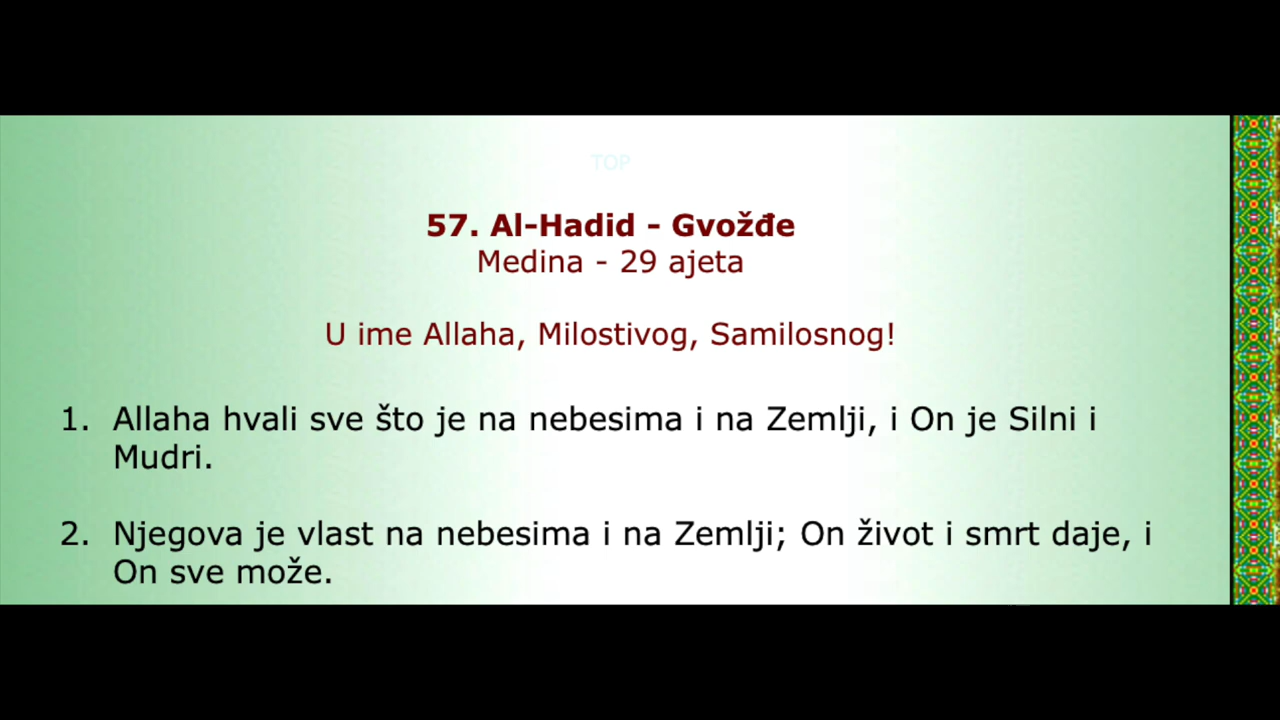 TOP
57. Al-Hadid - Gvožđe
Medina - 29 ajeta
U ime Allaha, Milostivog, Samilosnog!
1. Allaha hvali sve što je na nebesima i na Zemlji, i On je Silni i
Mudri.
2. Njegova je vlast na nebesima i na Zemlji; On život i smrt daje, i
On sve može.